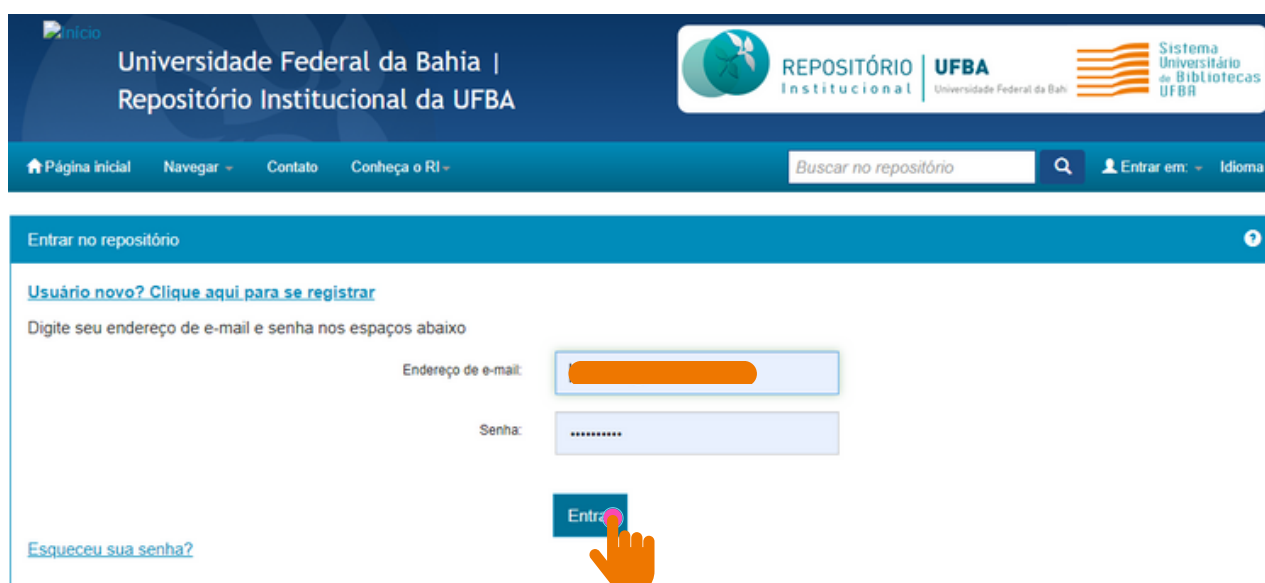 Início
Universidade Federal da Bahia |
Repositório Institucional da UFBA
REPOSITÓRIO
Institucional
UFBA
Universidade Federal da Bahi
Sistema
Universitário
de Bibliotecas
UFBA
Página inicial Navegar Contato Conheça o RI Buscar no repositório Entrar em: Idioma
Entrar no repositório
Usuário novo? Clique aqui para se registrar
Digite seu endereço de e-mail e senha nos espaços abaixo
Endereço de e-mail:
Senha: ••••••••••
Entra
Esqueceu sua senha?